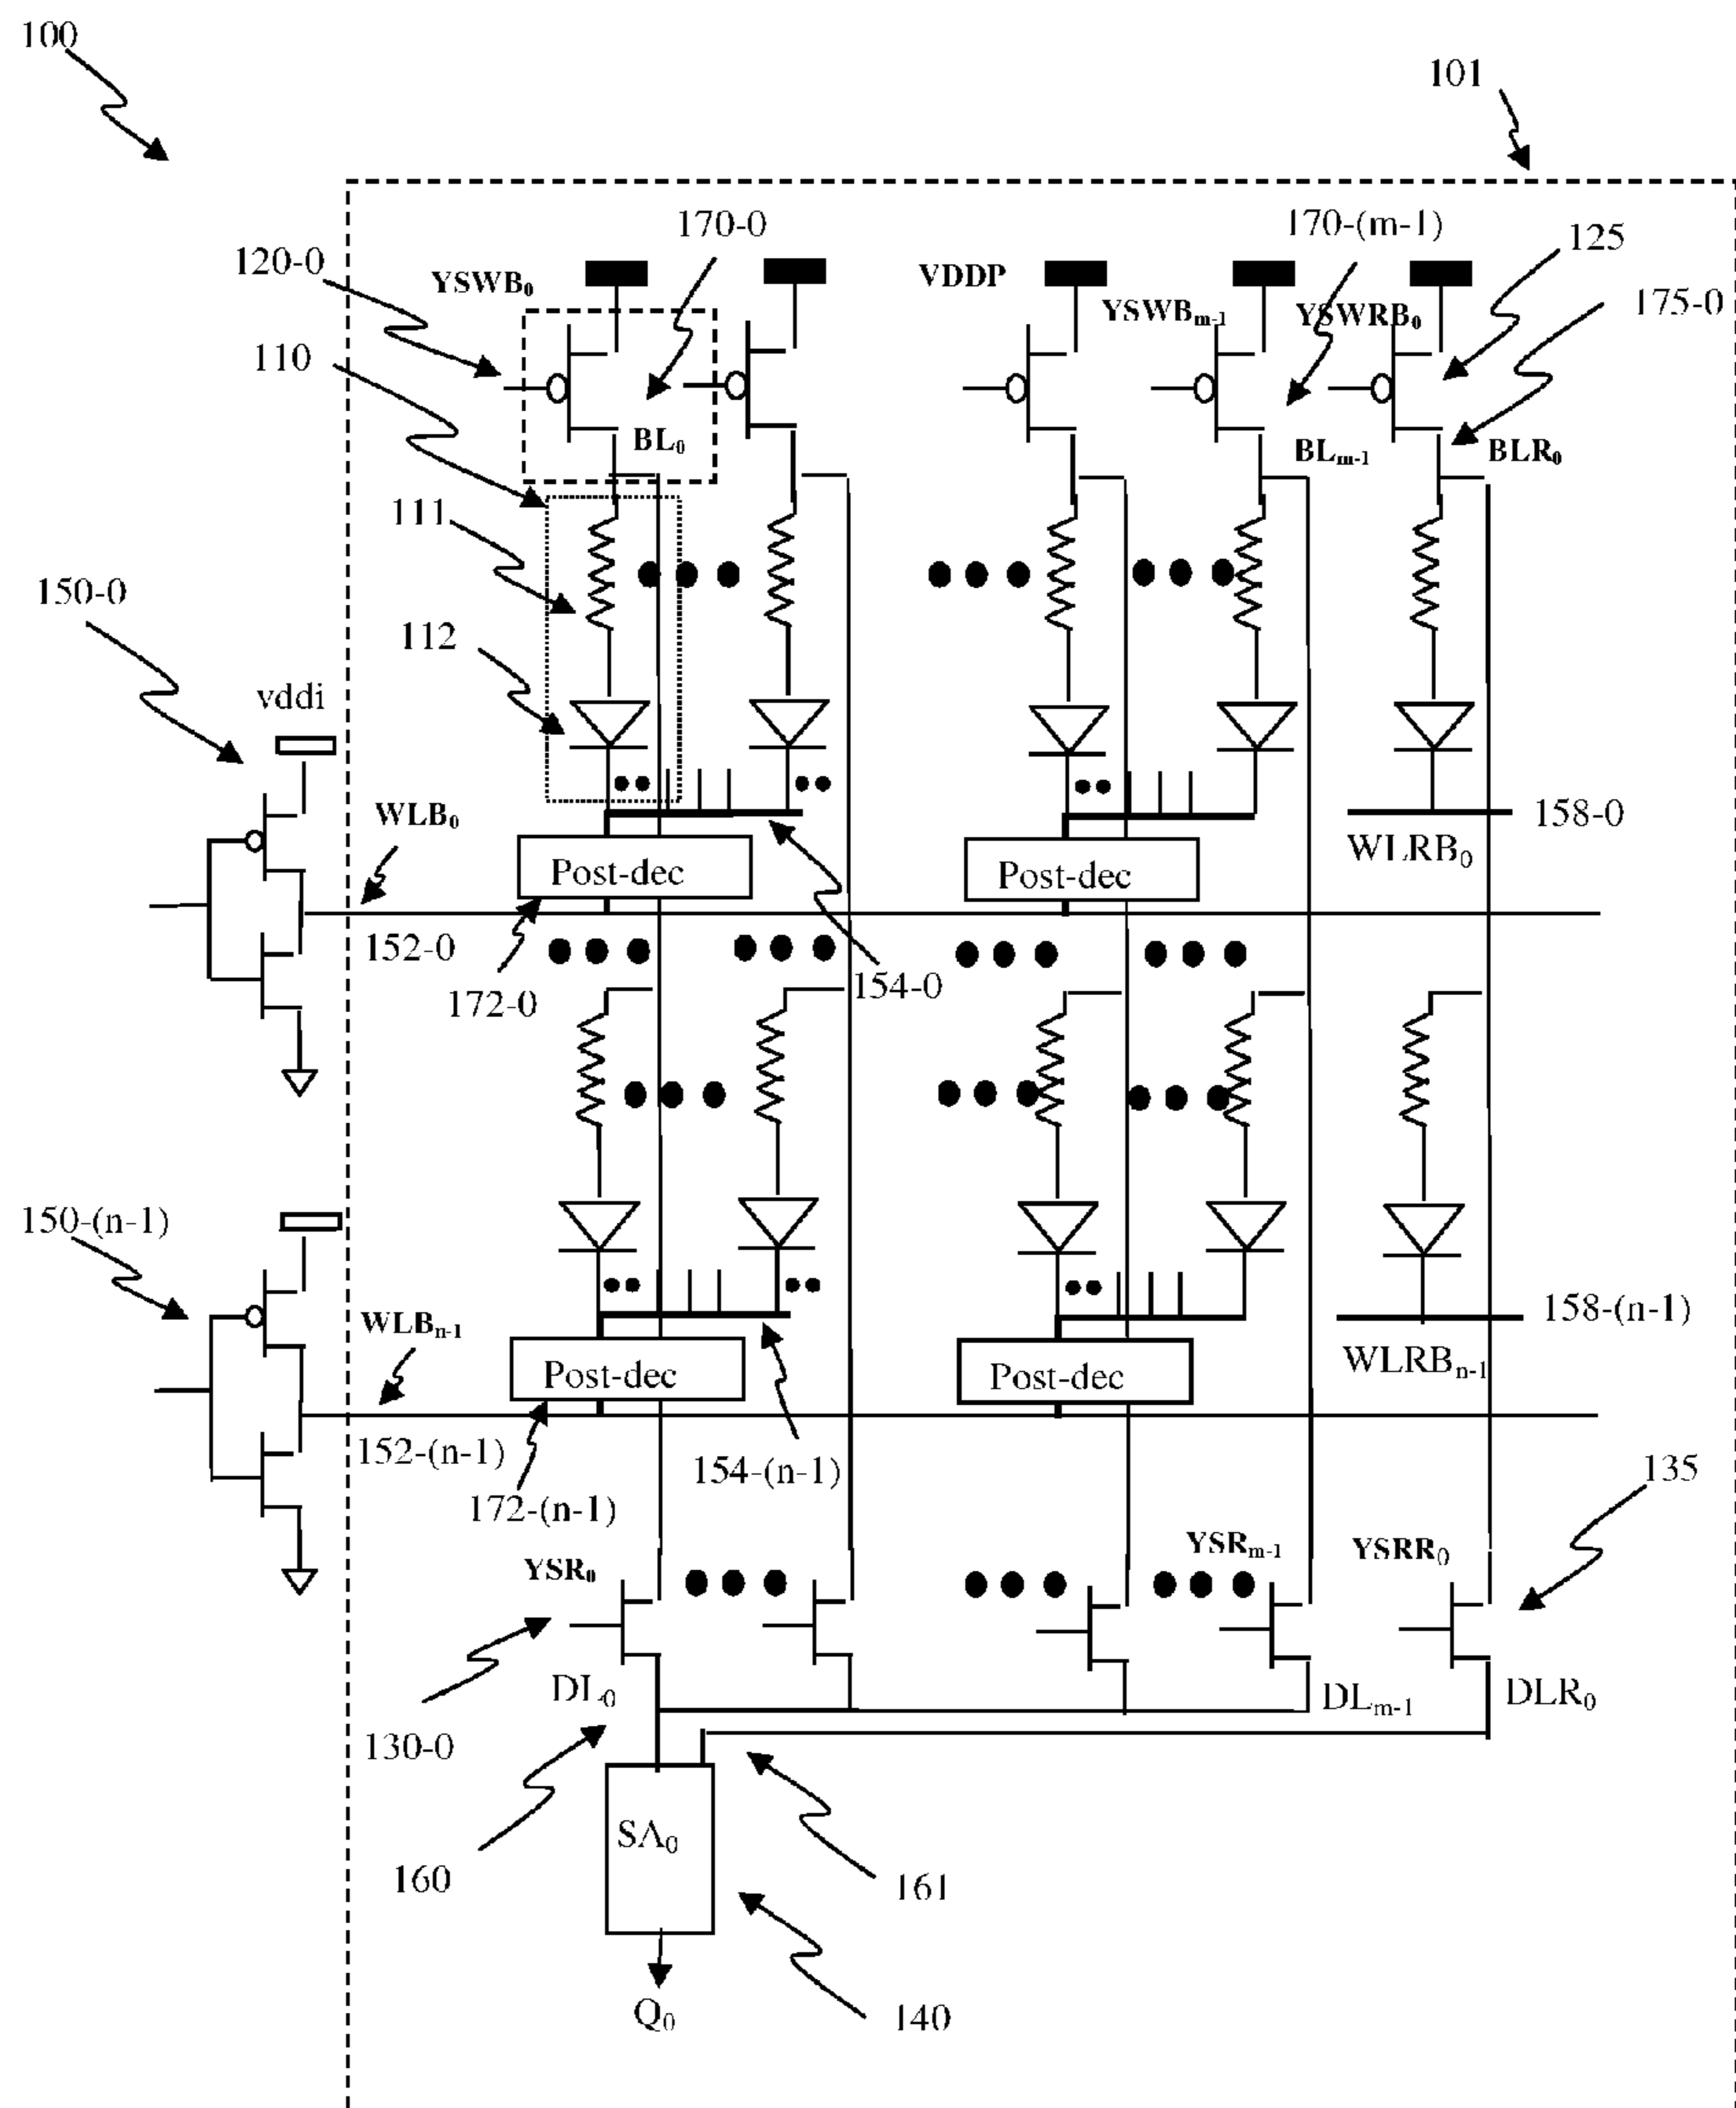 100
101
170-0
170-(m-1)
125
120-0
YSWB₀
VDDP
YSWBₘ₋₁
YSWRB₀
175-0
110
BL₀
BLₘ₋₁
BLR₀
111
150-0
112
vddi
WLB₀
158-0
WLRB₀
Post-dec
Post-dec
152-0
154-0
172-0
150-(n-1)
158-(n-1)
WLBₙ₋₁
WLRBₙ₋₁
Post-dec
Post-dec
152-(n-1)
154-(n-1)
135
172-(n-1)
YSR₀
YSRₘ₋₁
YSRR₀
DL₀
DLₘ₋₁
DLR₀
130-0
SA₀
160
161
Q₀
140